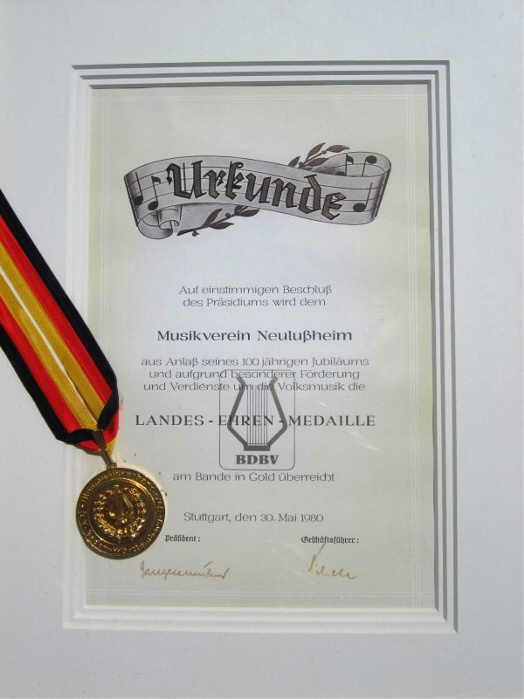 Urkunde
Auf einstimmigen Beschluß
des Präsidiums wird dem
Musikverein Neulußheim
aus Anlaß seines 100 jährigen Jubiläums
und aufgrund besonderer Förderung
und Verdienste um die Volksmusik die
LANDES - EHREN - MEDAILLE
BDBV
am Bande in Gold überreicht
Stuttgart, den 30. Mai 1980
Präsident : Geschäftsführer :